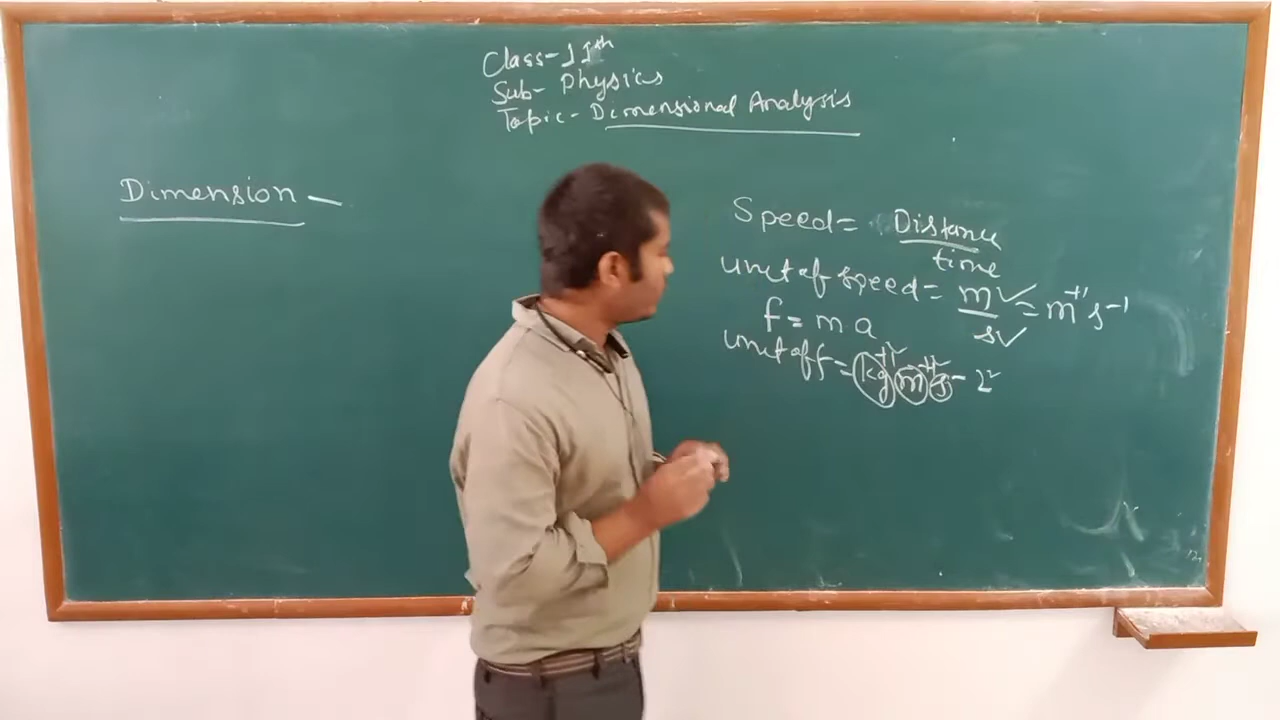 Class-11th
Sub- Physics
Topic- Dimensional Analysis
Dimension -
Speed = Distance
time
unit of speed = m = m+1 s-1
s
f = m a
unit of f = kg+1 m+1 s-2